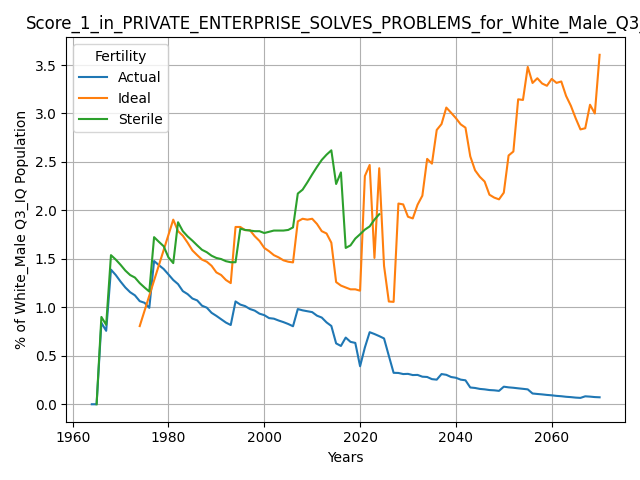 Score_1_in_PRIVATE_ENTERPRISE_SOLVES_PROBLEMS_for_White_Male_Q3_
Fertility
Actual
Ideal
Sterile
% of White_Male Q3_IQ Population
3.5
3.0
2.5
2.0
1.5
1.0
0.5
0.0
1960 1980 2000 2020 2040 2060
Years